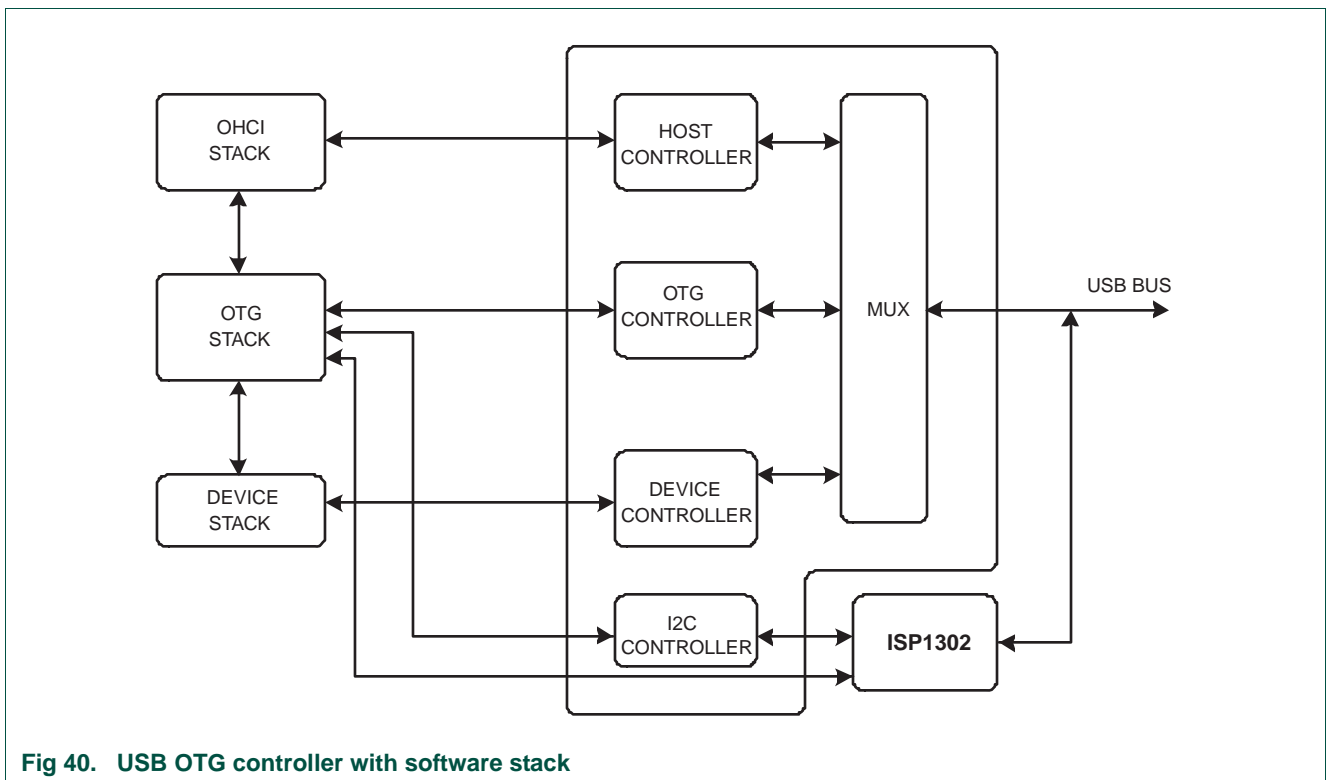 OHCI
STACK
HOST
CONTROLLER
OTG
STACK
OTG
CONTROLLER
MUX
USB BUS
DEVICE
STACK
DEVICE
CONTROLLER
I2C
CONTROLLER
ISP1302
Fig 40. USB OTG controller with software stack